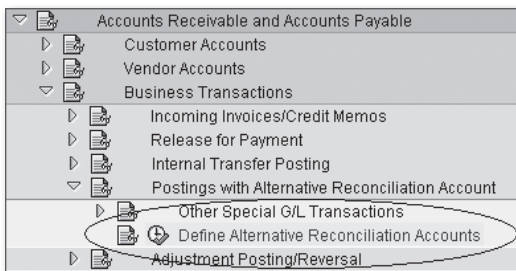 Accounts Receivable and Accounts Payable
Customer Accounts
Vendor Accounts
Business Transactions
Incoming Invoices/Credit Memos
Release for Payment
Internal Transfer Posting
Postings with Alternative Reconciliation Account
Other Special G/L Transactions
Define Alternative Reconciliation Accounts
Adjustment Posting/Reversal